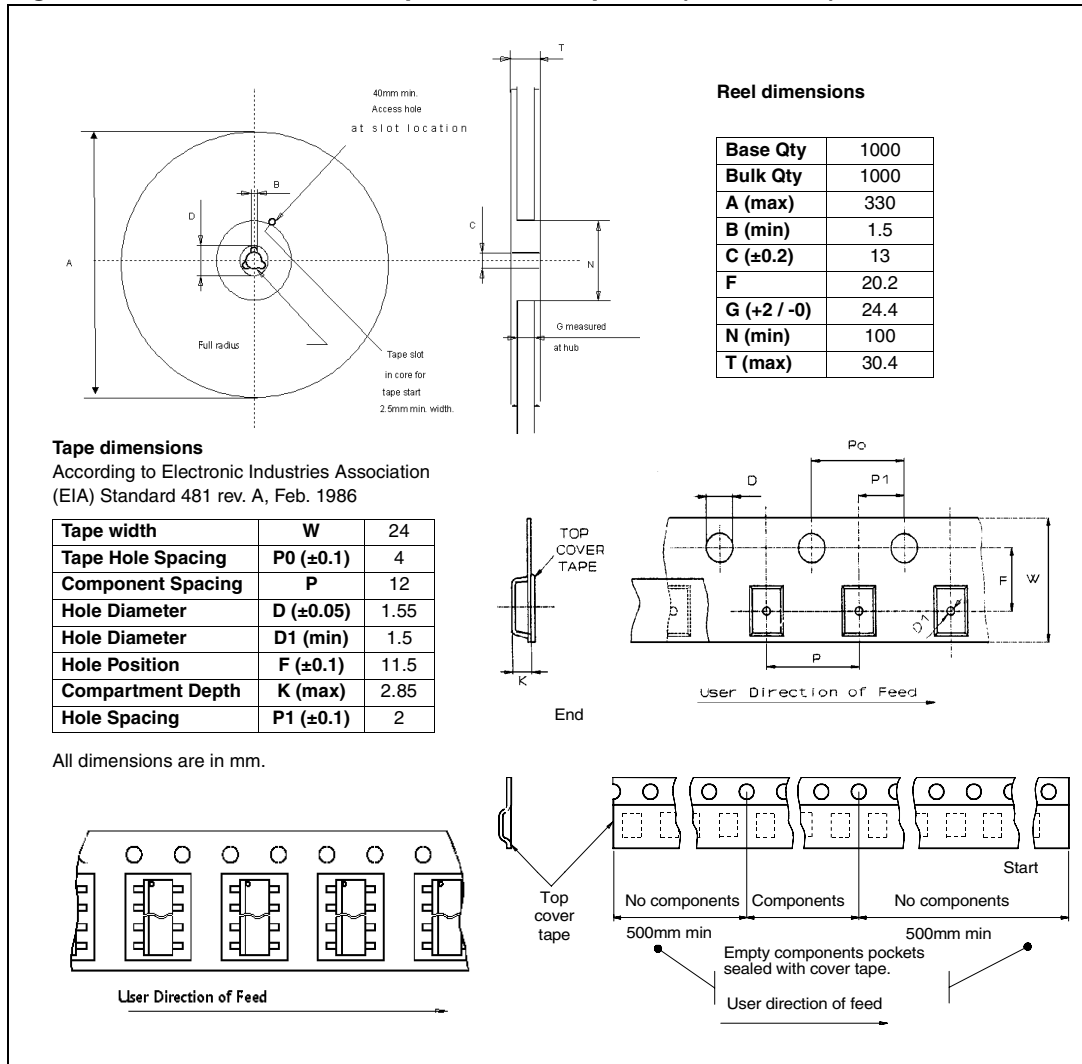 T
40mm min.
Access hole
at slot location
B
D
C
A
N
G measured
at hub
Full radius
Tape slot
in core for
tape start
2.5mm min. width.
Reel dimensions
Base Qty 1000
Bulk Qty 1000
A (max) 330
B (min) 1.5
C (±0.2) 13
F 20.2
G (+2 / -0) 24.4
N (min) 100
T (max) 30.4
Tape dimensions
According to Electronic Industries Association
(EIA) Standard 481 rev. A, Feb. 1986
Tape width W 24
Tape Hole Spacing P0 (±0.1) 4
Component Spacing P 12
Hole Diameter D (±0.05) 1.55
Hole Diameter D1 (min) 1.5
Hole Position F (±0.1) 11.5
Compartment Depth K (max) 2.85
Hole Spacing P1 (±0.1) 2
All dimensions are in mm.
Po
D
P1
TOP
COVER
TAPE
F
W
D1
P
K
User Direction of Feed
End
Start
Top
cover
tape
No components
Components
No components
500mm min
500mm min
Empty components pockets
sealed with cover tape.
User direction of feed
User Direction of Feed